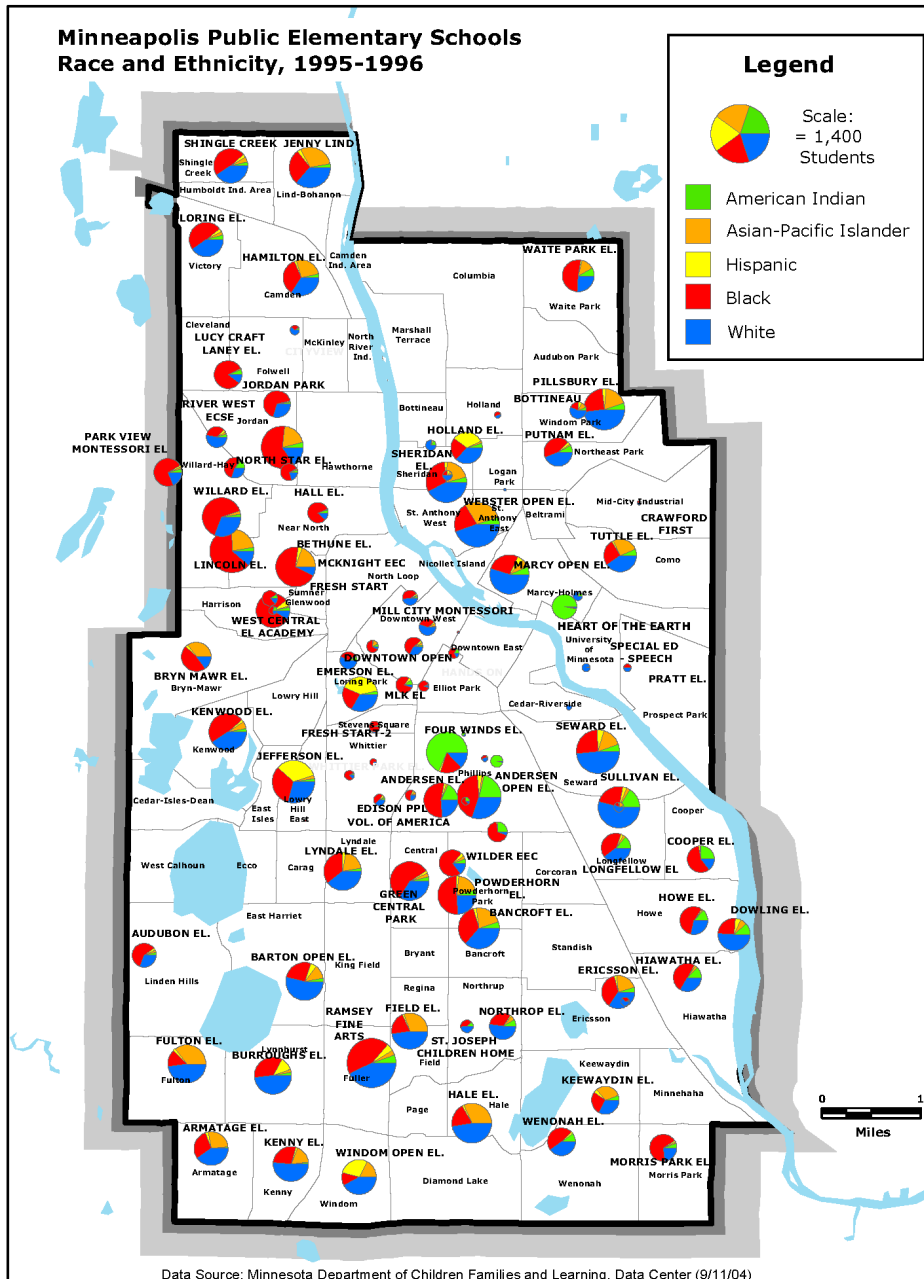 Minneapolis Public Elementary Schools
Race and Ethnicity, 1995-1996
Legend
Scale:
= 1,400
Students
American Indian
Asian-Pacific Islander
Hispanic
Black
White
SHINGLE CREEK
JENNY LIND
Shingle
Creek
Humboldt Ind. Area
Lind-Bohanon
LORING EL.
Victory
HAMILTON EL.
Camden
Ind. Area
Camden
Columbia
WAITE PARK EL.
Waite Park
Cleveland
LUCY CRAFT
LANEY EL.
CITYVIEW
McKinley
North
River
Ind.
Marshall
Terrace
Audubon Park
Folwell
JORDAN PARK
RIVER WEST
ECSE
Jordan
PILLSBURY EL.
BOTTINEAU
Bottineau
Holland
Windom Park
HOLLAND EL.
PUTNAM EL.
Northeast Park
PARK VIEW
MONTESSORI EL
Willard-Hay
NORTH STAR EL.
Hawthorne
SHERIDAN
EL.
Sheridan
Logan
Park
WILLARD EL.
HALL EL.
Near North
WEBSTER OPEN EL.
St. Anthony
West
St.
Anthony
East
Beltrami
Mid-City Industrial
CRAWFORD
FIRST
TUTTLE EL.
Como
BETHUNE EL.
LINCOLN EL.
MCKNIGHT EEC
FRESH START
North Loop
Nicollet Island
MARCY OPEN EL.
Marcy-Holmes
Harrison
Sumner
Glenwood
WEST CENTRAL
EL ACADEMY
MILL CITY MONTESSORI
Downtown West
HEART OF THE EARTH
University
of
Minnesota
SPECIAL ED
- SPEECH
PRATT EL.
DOWNTOWN OPEN
Downtown East
HANDS ON
BRYN MAWR EL.
Bryn-Mawr
EMERSON EL.
Loring Park
Lowry Hill
MLK EL
Elliot Park
Cedar-Riverside
Prospect Park
KENWOOD EL.
Kenwood
Stevens Square
FRESH START-2
Whittier
FOUR WINDS EL.
SEWARD EL.
Seward
JEFFERSON EL.
WHITTIER PARK EL
Phillips
ANDERSEN EL.
ANDERSEN
OPEN EL.
SULLIVAN EL.
Cedar-Isles-Dean
East
Isles
Lowry
Hill
East
EDISON PPL
VOL. OF AMERICA
Cooper
West Calhoun
Ecco
Carag
Lyndale
LYNDALE EL.
Central
WILDER EEC
Corcoran
Longfellow
LONGFELLOW EL
COOPER EL.
GREEN
CENTRAL
PARK
POWDERHORN
EL.
Powderhorn
Park
East Harriet
BANCROFT EL.
Bancroft
Howe
HOWE EL.
DOWLING EL.
AUDUBON EL.
Linden Hills
BARTON OPEN EL.
King Field
Bryant
Standish
HIAWATHA EL.
Hiawatha
Regina
Northrup
ERICSSON EL.
Ericsson
RAMSEY
FINE
ARTS
Fuller
FIELD EL.
NORTHROP EL.
ST. JOSEPH
CHILDREN HOME
Field
FULTON EL.
Fulton
Lynnhurst
BURROUGHS EL.
Keewaydin
KEEWAYDIN EL.
Minnehaha
Page
HALE EL.
Hale
WENONAH EL.
Wenonah
ARMATAGE EL.
Armatage
KENNY EL.
Kenny
WINDOM OPEN EL.
Windom
Diamond Lake
MORRIS PARK EL
Morris Park
0 1
Miles
Data Source: Minnesota Department of Children Families and Learning, Data Center (9/11/04)